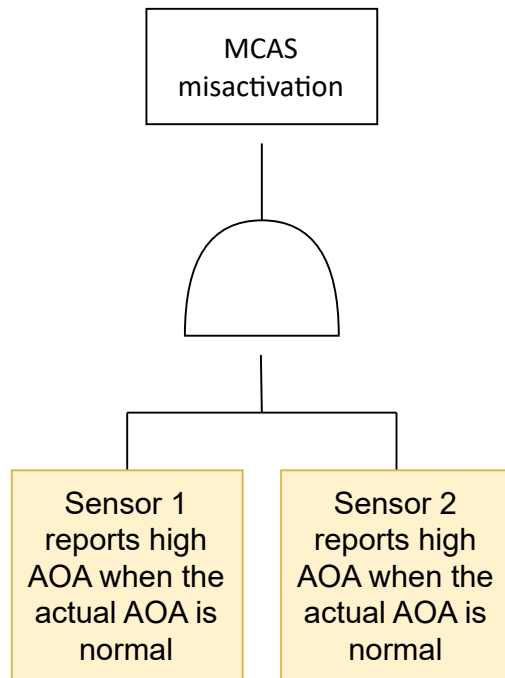 MCAS
misactivation
Sensor 1
reports high
AOA when the
actual AOA is
normal
Sensor 2
reports high
AOA when the
actual AOA is
normal